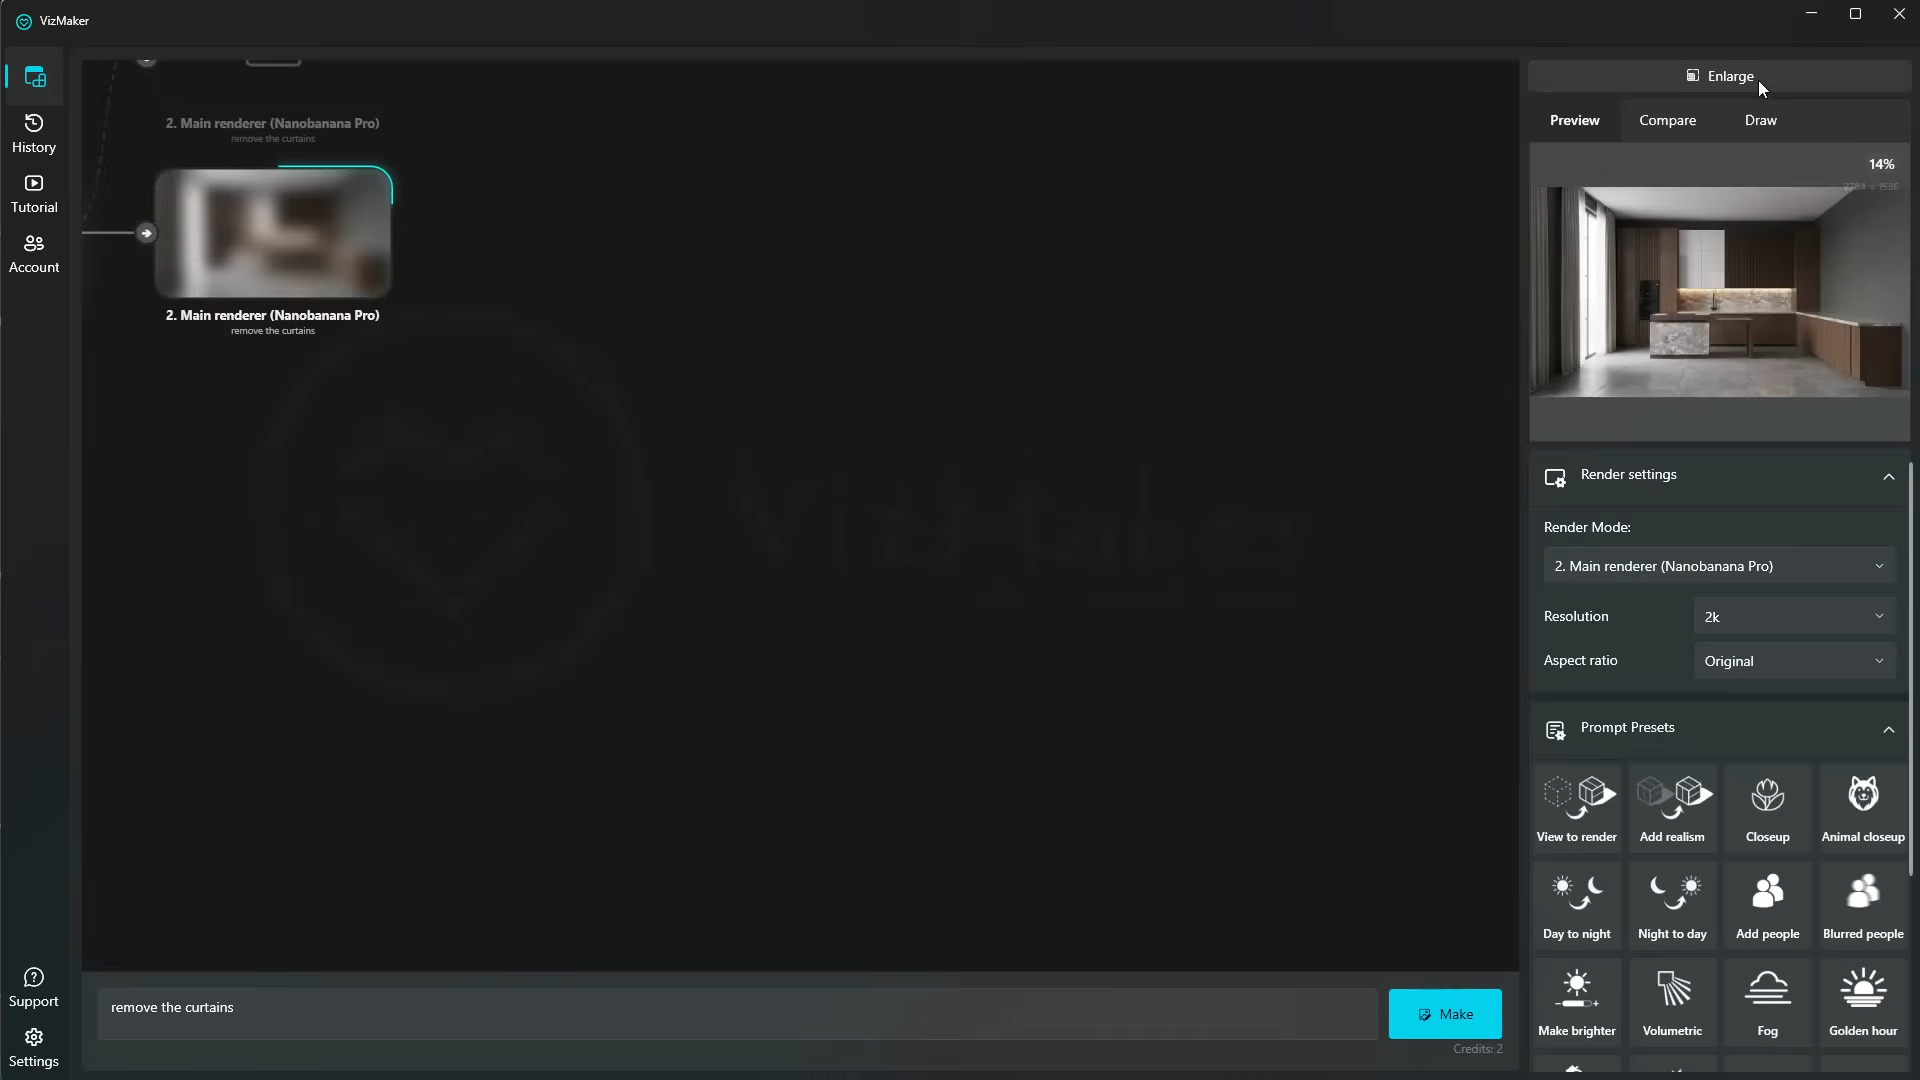 VizMaker
History
Tutorial
Account
Support
Settings
2. Main renderer (Nanobanana Pro)
remove the curtains
2. Main renderer (Nanobanana Pro)
remove the curtains
VizMaker
remove the curtains
Make
Credits: 2
Enlarge
Preview
Compare
Draw
14%
2784 x 1536
Render settings
Render Mode:
2. Main renderer (Nanobanana Pro)
Resolution
2k
Aspect ratio
Original
Prompt Presets
View to render
Add realism
Closeup
Animal closeup
Day to night
Night to day
Add people
Blurred people
Make brighter
Volumetric
Fog
Golden hour